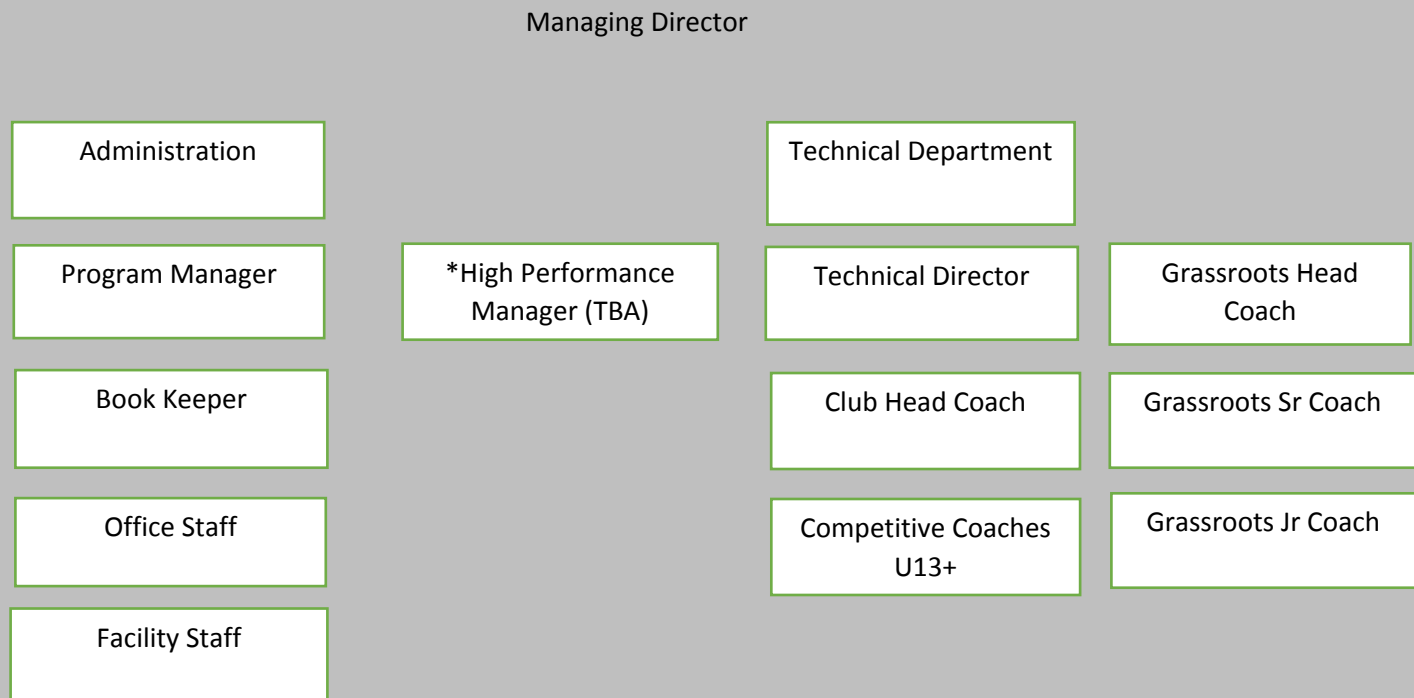 Managing Director
Administration
Technical Department
Program Manager
*High Performance
Manager (TBA)
Technical Director
Grassroots Head
Coach
Book Keeper
Club Head Coach
Grassroots Sr Coach
Office Staff
Competitive Coaches
U13+
Grassroots Jr Coach
Facility Staff